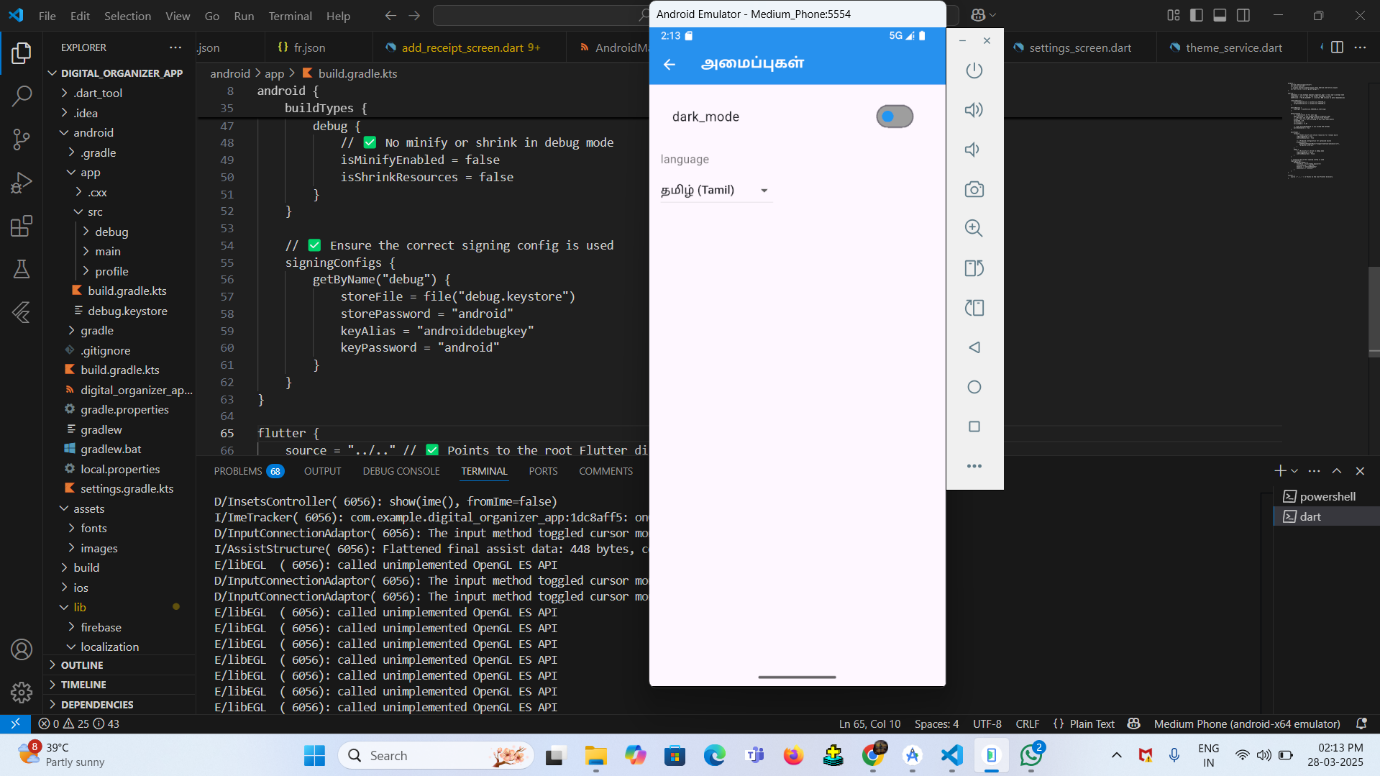 File Edit Selection View Go Run Terminal Help
Android Emulator - Medium_Phone:5554
EXPLORER
.json
fr.json
add_receipt_screen.dart 9+
settings_screen.dart
theme_service.dart
DIGITAL_ORGANIZER_APP
.dart_tool
.idea
android
.gradle
app
.cxx
src
debug
main
profile
build.gradle.kts
debug.keystore
gradle
.gitignore
build.gradle.kts
digital_organizer_ap...
gradle.properties
gradlew
gradlew.bat
local.properties
settings.gradle.kts
assets
fonts
images
build
ios
lib
firebase
localization
OUTLINE
TIMELINE
DEPENDENCIES
android > app > build.gradle.kts
8 android {
35 buildTypes {
47 debug {
48 // ✅ No minify or shrink in debug mode
49 isMinifyEnabled = false
50 isShrinkResources = false
51 }
52 }
53
54 // ✅ Ensure the correct signing config is used
55 signingConfigs {
56 getByName("debug") {
57 storeFile = file("debug.keystore")
58 storePassword = "android"
59 keyAlias = "androiddebugkey"
60 keyPassword = "android"
61 }
62 }
63 }
64
65 flutter {
66 source = "../.." // ✅ Points to the root Flutter di
PROBLEMS 68 OUTPUT DEBUG CONSOLE TERMINAL PORTS COMMENTS
D/InsetsController( 6056): show(ime(), fromIme=false)
I/ImeTracker( 6056): com.example.digital_organizer_app:1dc8aff5:
D/InputConnectionAdaptor( 6056): The input method toggled cursor
I/AssistStructure( 6056): Flattened final assist data: 448 bytes,
E/libEGL ( 6056): called unimplemented OpenGL ES API
D/InputConnectionAdaptor( 6056): The input method toggled cursor
D/InputConnectionAdaptor( 6056): The input method toggled cursor
E/libEGL ( 6056): called unimplemented OpenGL ES API
E/libEGL ( 6056): called unimplemented OpenGL ES API
E/libEGL ( 6056): called unimplemented OpenGL ES API
E/libEGL ( 6056): called unimplemented OpenGL ES API
E/libEGL ( 6056): called unimplemented OpenGL ES API
E/libEGL ( 6056): called unimplemented OpenGL ES API
E/libEGL ( 6056): called unimplemented OpenGL ES API
2:13 5G
அமைப்புகள்
dark_mode
language
தமிழ் (Tamil)
powershell
dart
0 25 43
Ln 65, Col 10 Spaces: 4 UTF-8 CRLF {} Plain Text Medium Phone (android-x64 emulator)
8
39°C
Partly sunny
Search
2
ENG
IN
02:13 PM
28-03-2025